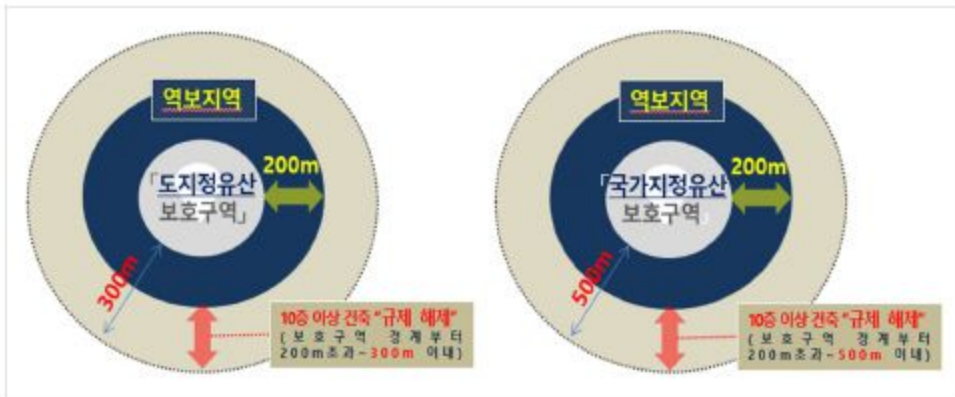 역보지역
200m
「도지정유산
보호구역」
300m
10층 이상 건축 "규제 해제"
(보호구역 경계부터
200m초과~300m 이내)
역보지역
200m
「국가지정유산
보호구역」
500m
10층 이상 건축 "규제 해제"
(보호구역 경계부터
200m초과~500m 이내)